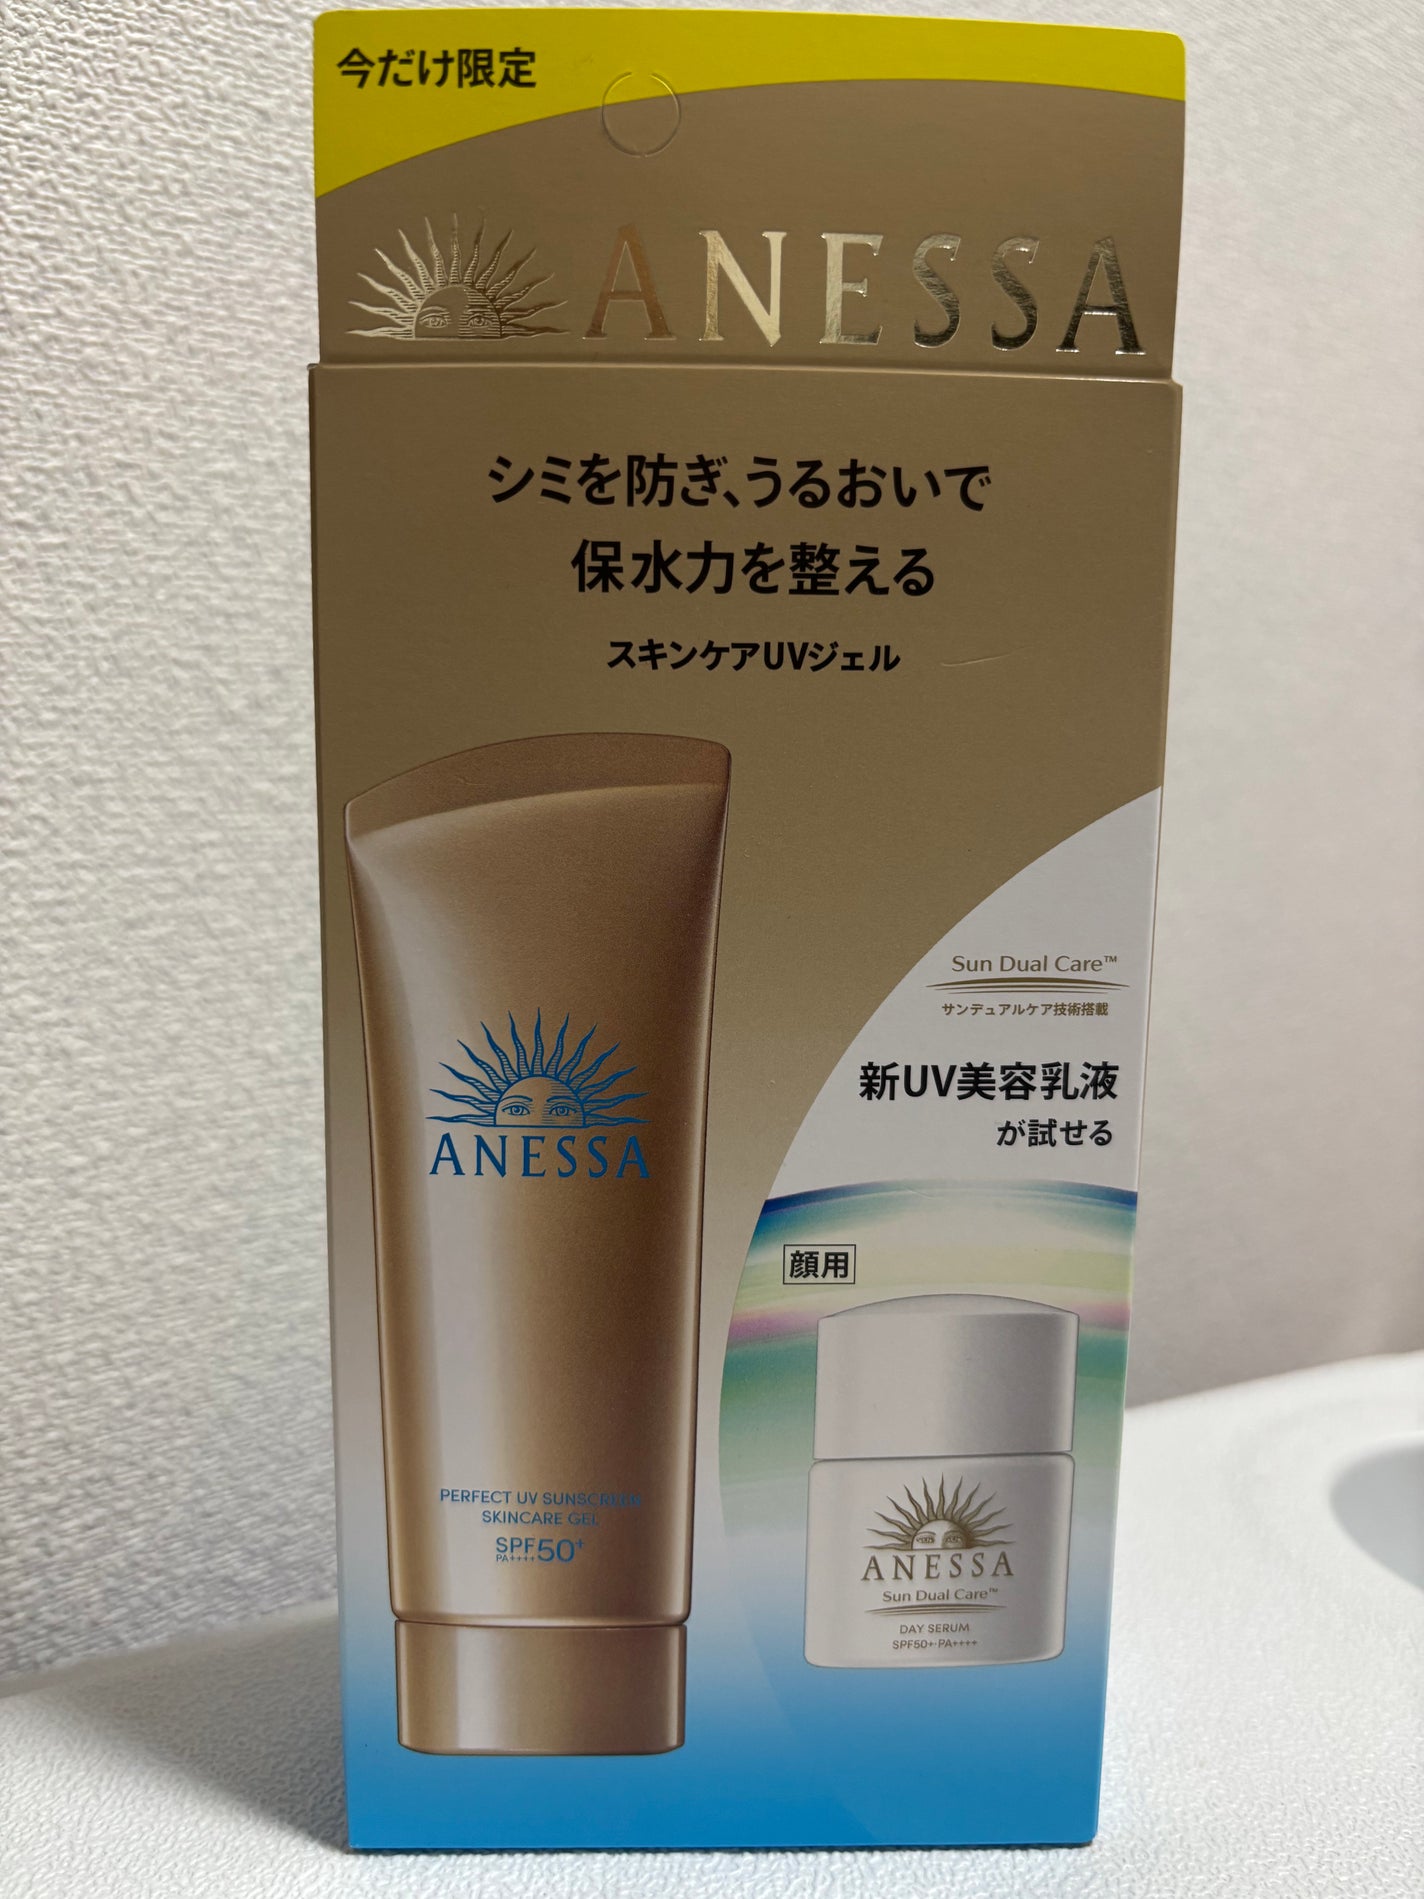 今だけ限定
ANESSA
シミを防ぎ、うるおいで
保水力を整える
スキンケアUVジェル
Sun Dual Care™
サンデュアルケア技術搭載
新UV美容乳液
が試せる
顔用
ANESSA
PERFECT UV SUNSCREEN
SKINCARE GEL
SPF50+
PA++++
ANESSA
Sun Dual Care™
DAY SERUM
SPF50+・PA++++